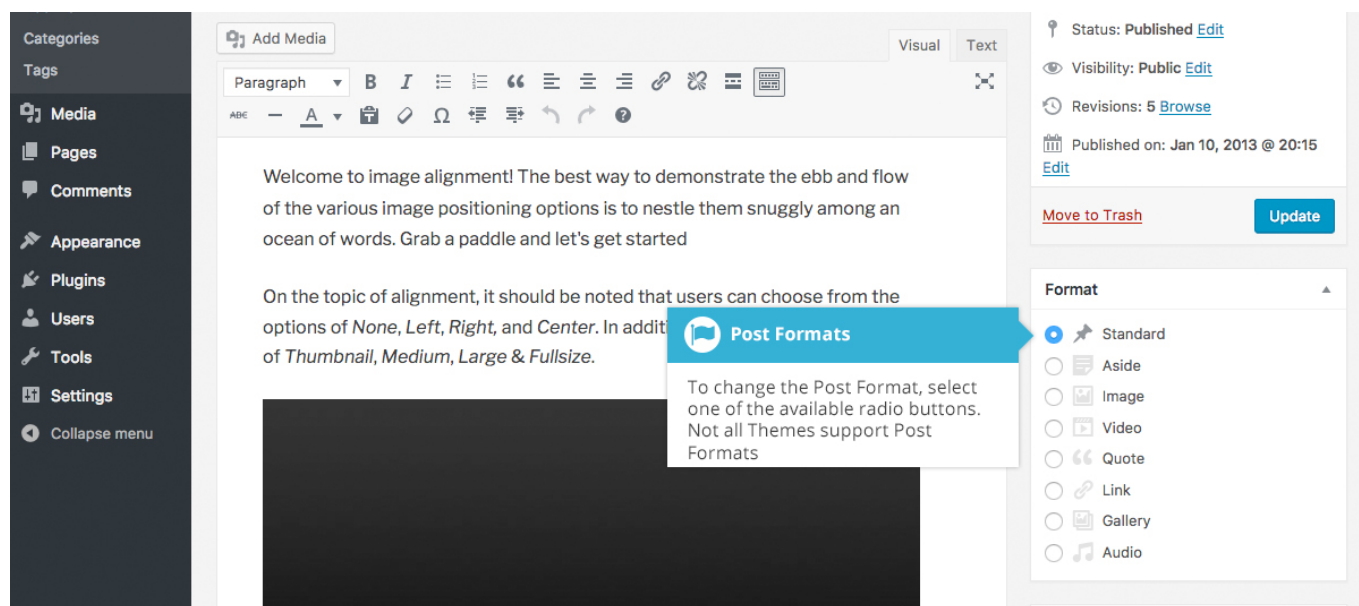 Categories
Tags
Media
Pages
Comments
Appearance
Plugins
Users
Tools
Settings
Collapse menu
Add Media
Visual Text
Paragraph B I
ABE A Ω
Welcome to image alignment! The best way to demonstrate the ebb and flow
of the various image positioning options is to nestle them snuggly among an
ocean of words. Grab a paddle and let's get started
On the topic of alignment, it should be noted that users can choose from the
options of None, Left, Right, and Center. In additi
of Thumbnail, Medium, Large & Fullsize.
Post Formats
To change the Post Format, select
one of the available radio buttons.
Not all Themes support Post
Formats
Status: Published Edit
Visibility: Public Edit
Revisions: 5 Browse
Published on: Jan 10, 2013 @ 20:15
Edit
Move to Trash Update
Format
Standard
Aside
Image
Video
Quote
Link
Gallery
Audio